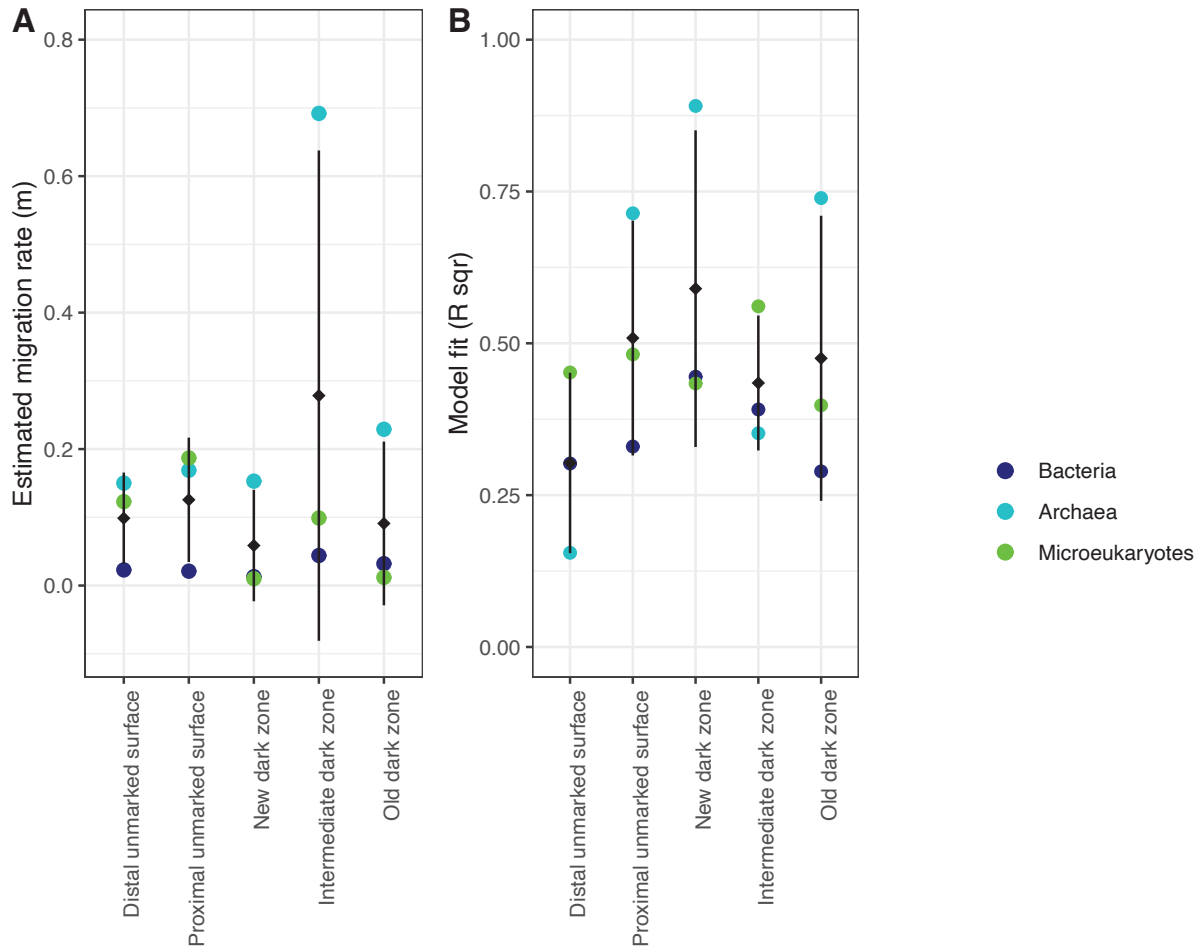 A
Estimated migration rate (m)
0.8
0.6
0.4
0.2
0.0
Distal unmarked surface
Proximal unmarked surface
New dark zone
Intermediate dark zone
Old dark zone
B
Model fit (R sqr)
1.00
0.75
0.50
0.25
0.00
Distal unmarked surface
Proximal unmarked surface
New dark zone
Intermediate dark zone
Old dark zone
Bacteria
Archaea
Microeukaryotes